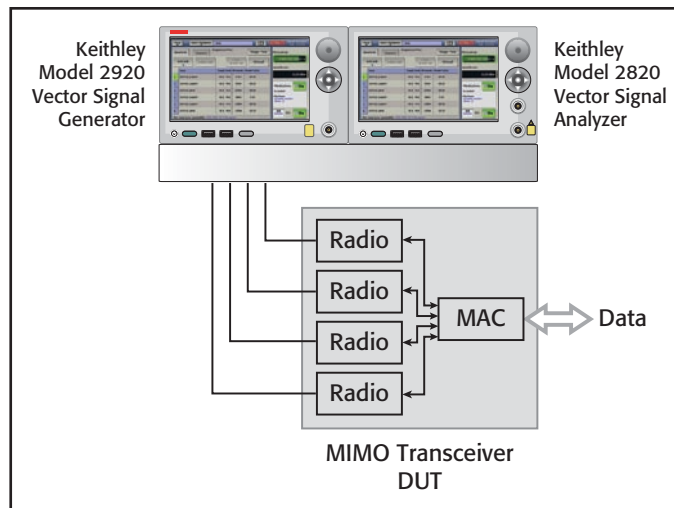 Keithley
Model 2920
Vector Signal
Generator
Keithley
Model 2820
Vector Signal
Analyzer
Radio
Radio
Radio
Radio
MAC
Data
MIMO Transceiver
DUT